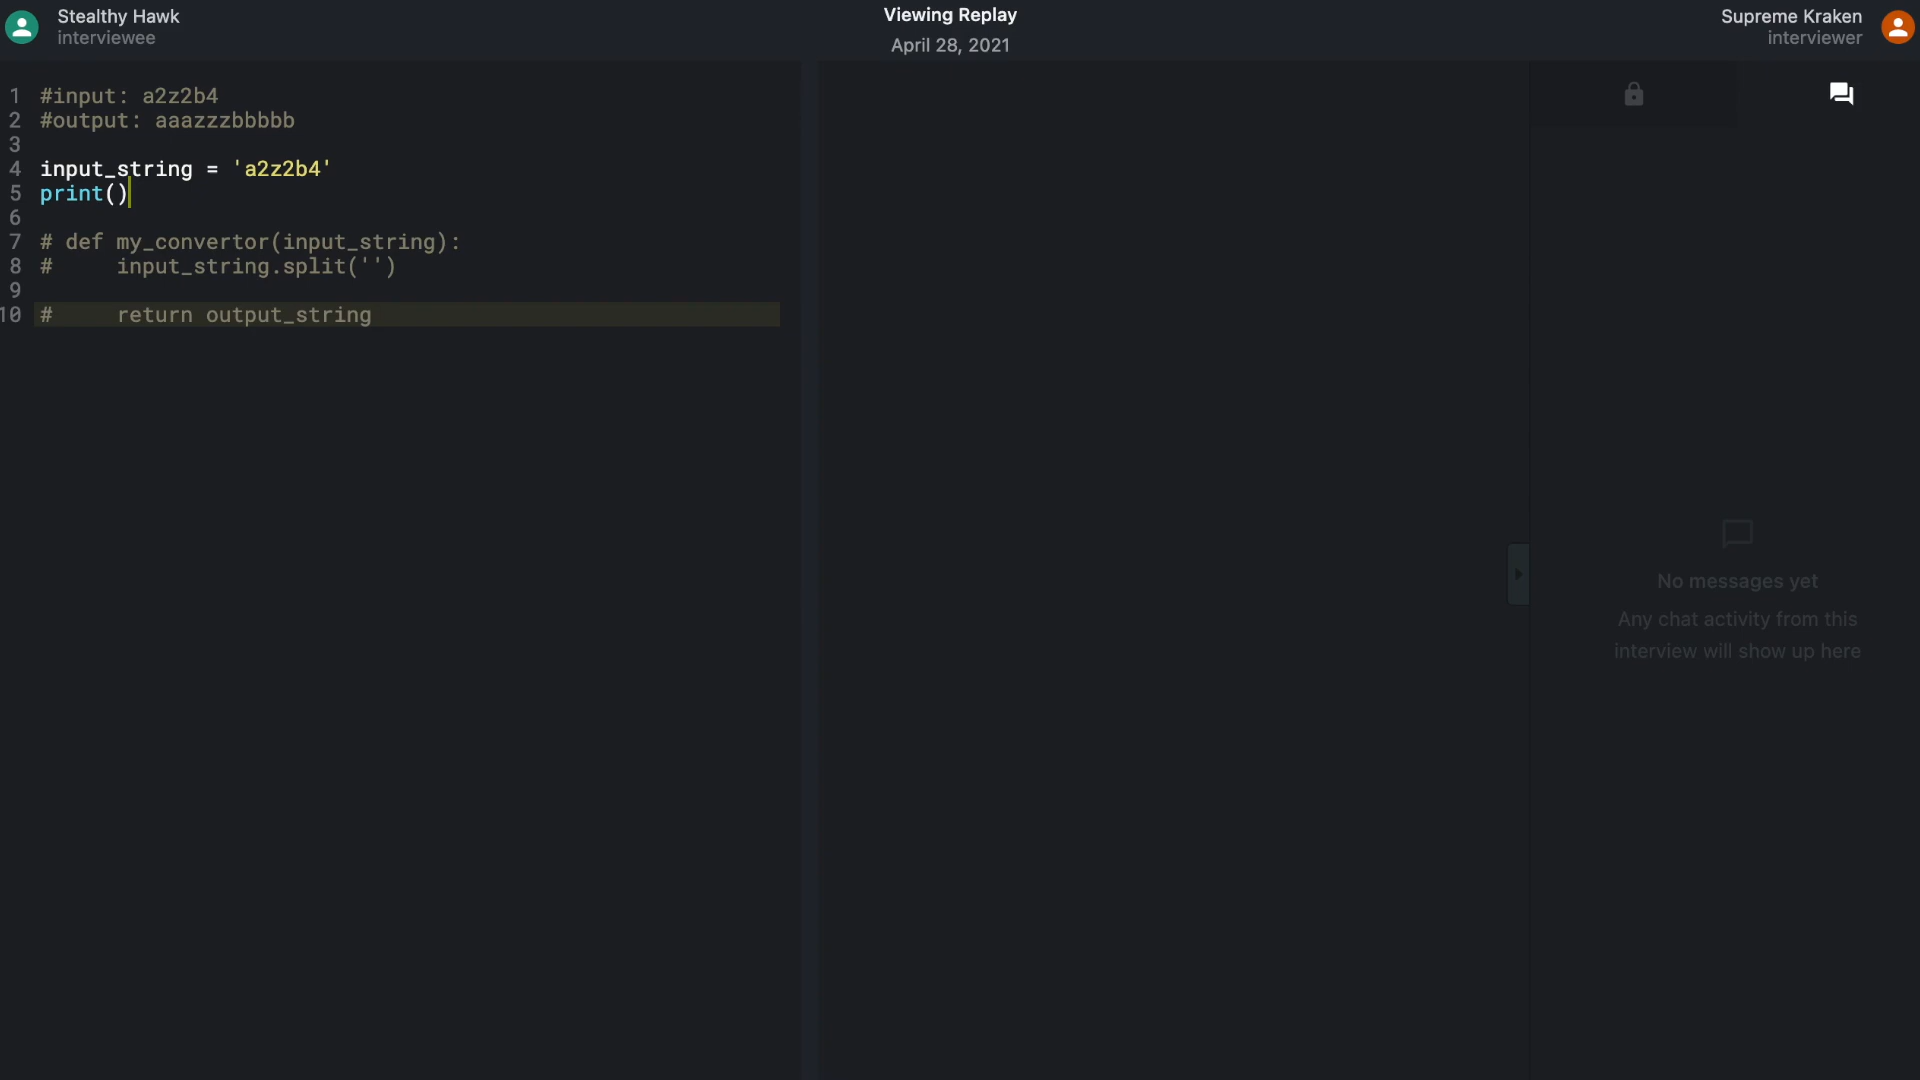 Stealthy Hawk
interviewee
Viewing Replay
April 28, 2021
Supreme Kraken
interviewer
1 #input: a2z2b4
2 #output: aaazzzbbbbb
3
4 input_string = 'a2z2b4'
5 print()
6
7 # def my_convertor(input_string):
8 #     input_string.split('')
9
10 #     return output_string
No messages yet
Any chat activity from this
interview will show up here